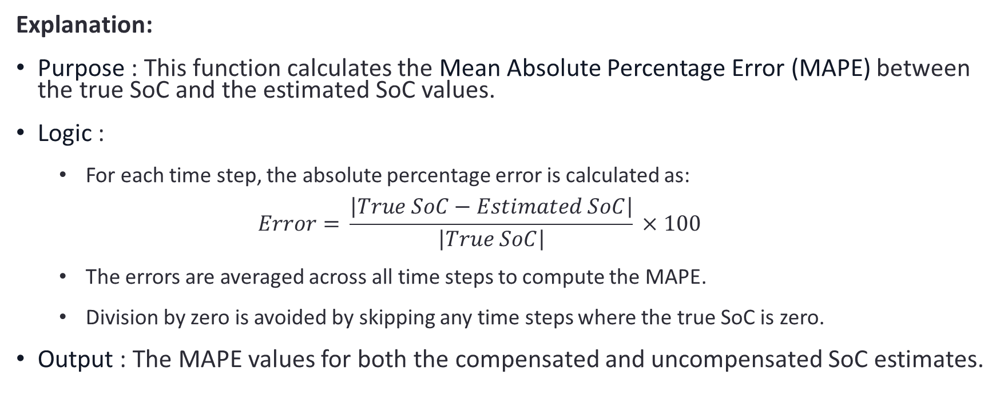 Explanation:
• Purpose : This function calculates the Mean Absolute Percentage Error (MAPE) between
the true SoC and the estimated SoC values.
• Logic :
• For each time step, the absolute percentage error is calculated as:
Error = |True SoC − Estimated SoC| / |True SoC| × 100
• The errors are averaged across all time steps to compute the MAPE.
• Division by zero is avoided by skipping any time steps where the true SoC is zero.
• Output : The MAPE values for both the compensated and uncompensated SoC estimates.